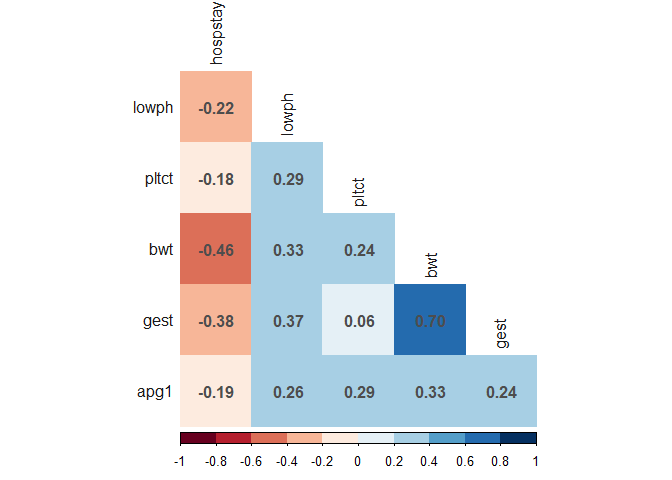 hospstay
lowph -0.22 lowph
pltct -0.18 0.29 pltct
bwt -0.46 0.33 0.24 bwt
gest -0.38 0.37 0.06 0.70 gest
apg1 -0.19 0.26 0.29 0.33 0.24
-1 -0.8 -0.6 -0.4 -0.2 0 0.2 0.4 0.6 0.8 1